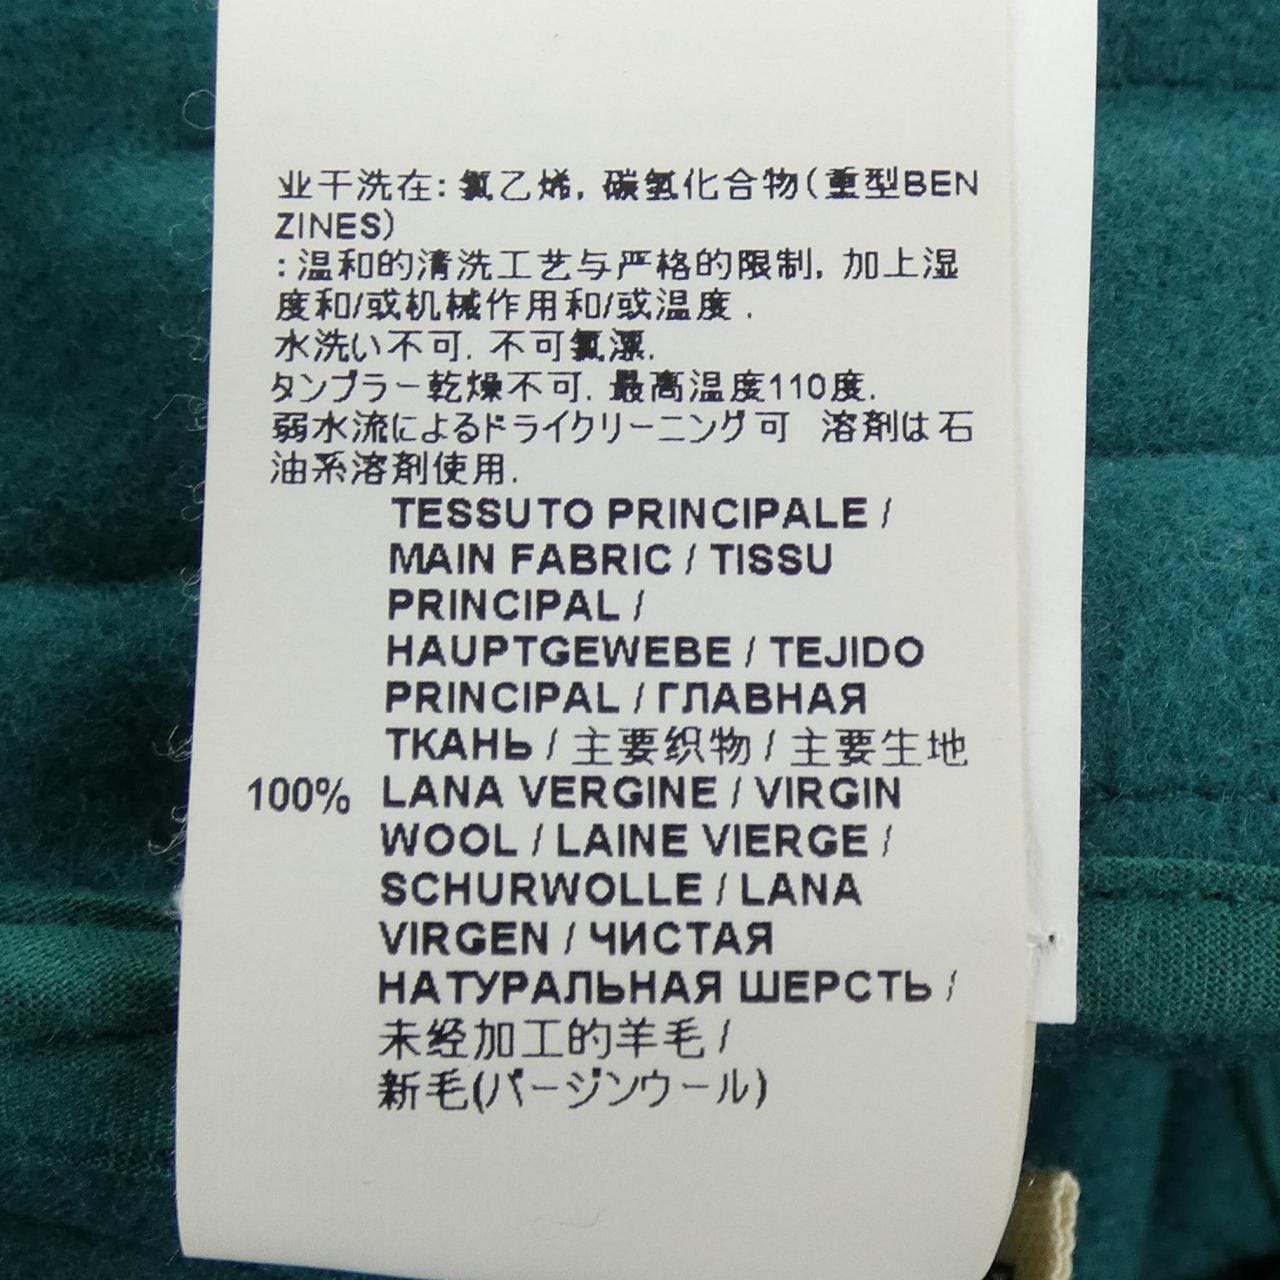 业干洗在: 氯乙烯, 碳氢化合物(重型BEN
ZINES)
:温和的清洗工艺与严格的限制, 加上湿
度和/或机械作用和/或温度 .
水洗い不可. 不可氯漂.
タンブラー乾燥不可. 最高温度110度.
弱水流によるドライクリーニング可 溶剤は石
油系溶剤使用.
TESSUTO PRINCIPALE /
MAIN FABRIC / TISSU
PRINCIPAL /
HAUPTGEWEBE / TEJIDO
PRINCIPAL / ГЛАВНАЯ
ТКАНЬ / 主要织物 / 主要生地
100% LANA VERGINE / VIRGIN
WOOL / LAINE VIERGE /
SCHURWOLLE / LANA
VIRGEN / ЧИСТАЯ
НАТУРАЛЬНАЯ ШЕРСТЬ /
未经加工的羊毛 /
新毛(バージンウール)